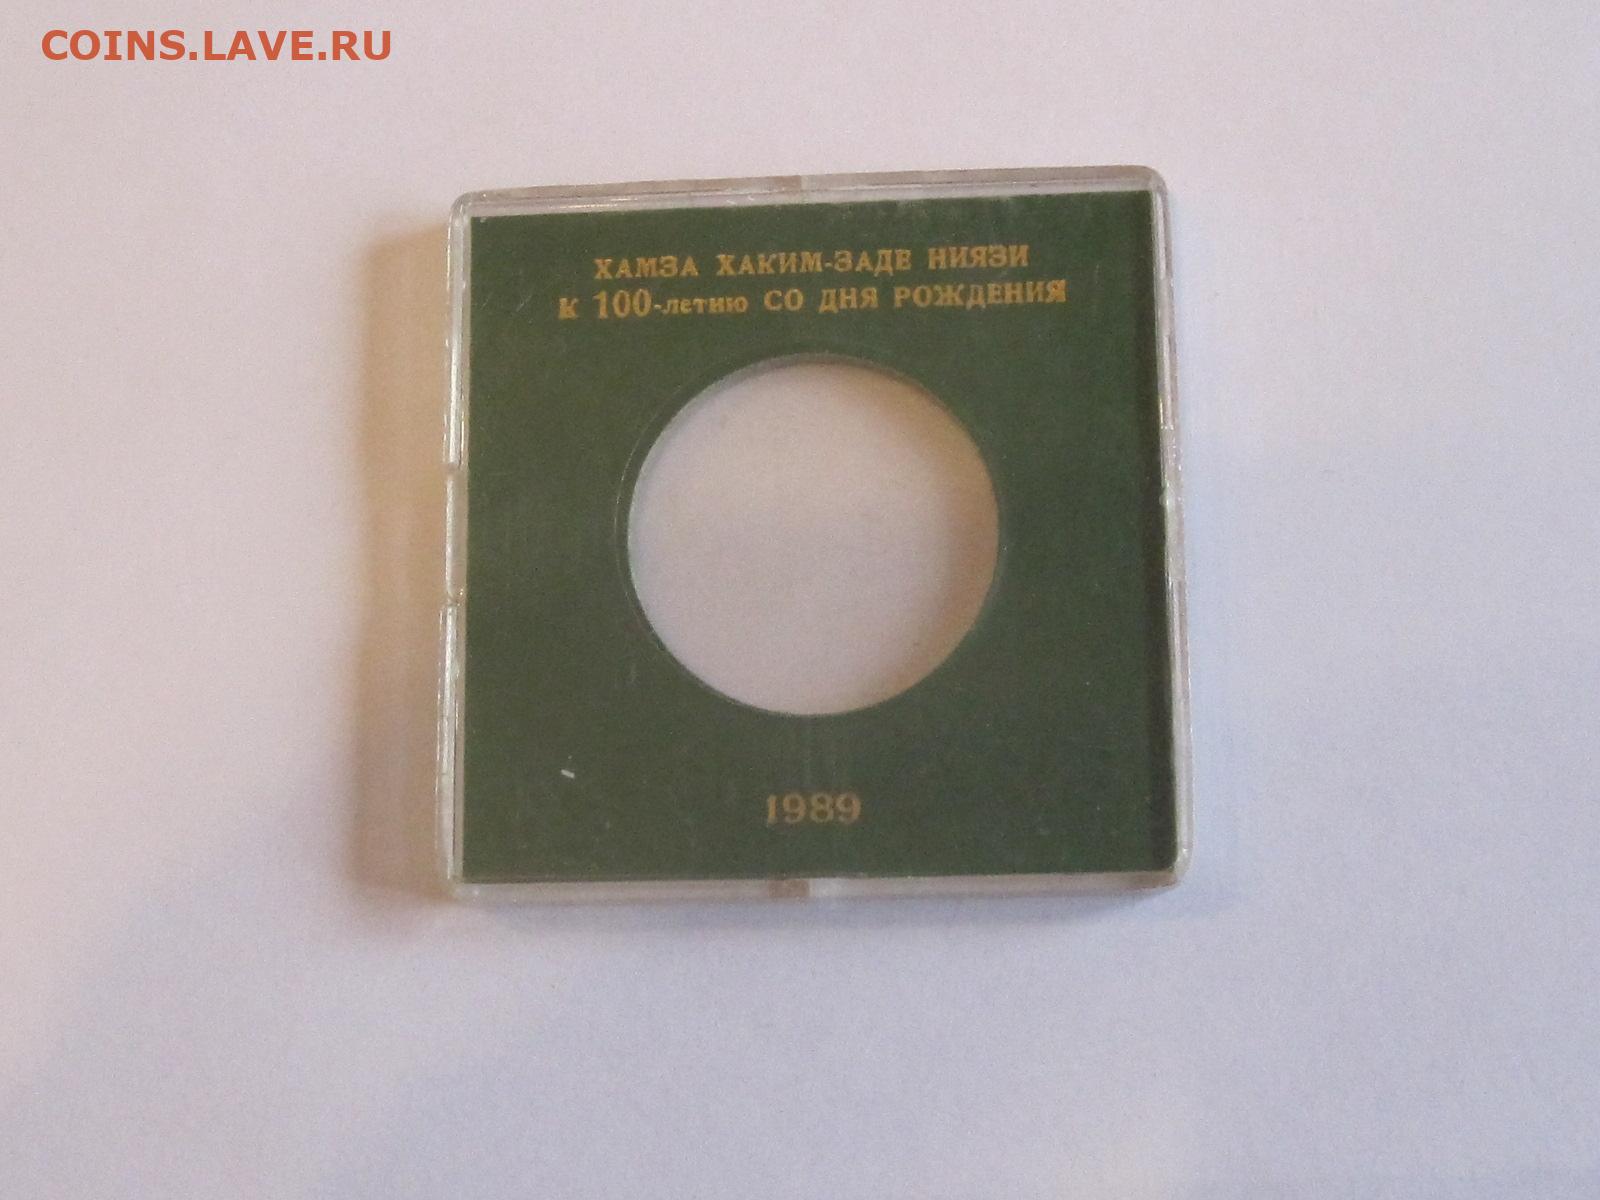 COINS.LAVE.RU
ХАМЗА ХАКИМ-ЗАДЕ НИЯЗИ
К 100-летию СО ДНЯ РОЖДЕНИЯ
1989